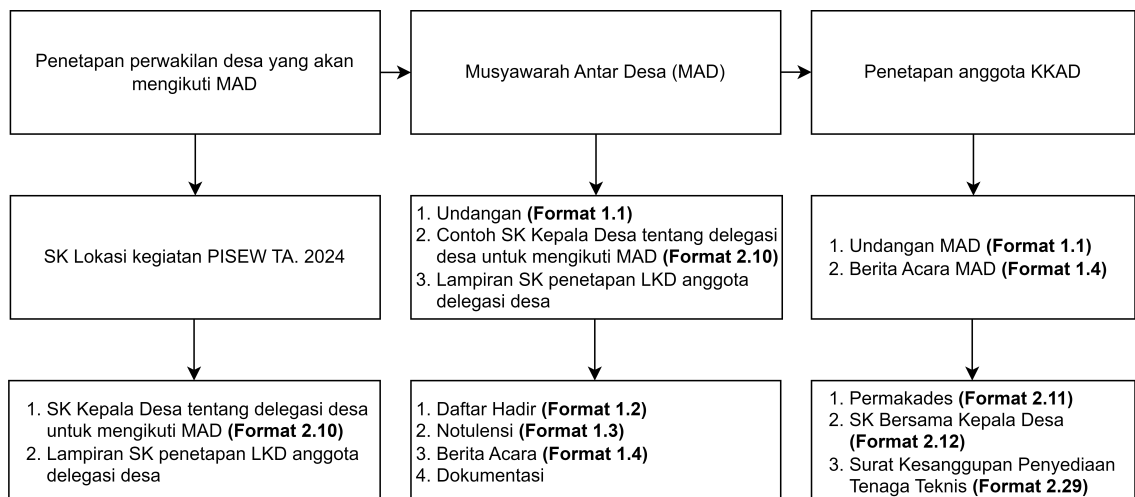 Penetapan perwakilan desa yang akan
mengikuti MAD
Musyawarah Antar Desa (MAD)
Penetapan anggota KKAD
SK Lokasi kegiatan PISEW TA. 2024
1. Undangan (Format 1.1)
2. Contoh SK Kepala Desa tentang delegasi
desa untuk mengikuti MAD (Format 2.10)
3. Lampiran SK penetapan LKD anggota
delegasi desa
1. Undangan MAD (Format 1.1)
2. Berita Acara MAD (Format 1.4)
1. SK Kepala Desa tentang delegasi desa
untuk mengikuti MAD (Format 2.10)
2. Lampiran SK penetapan LKD anggota
delegasi desa
1. Daftar Hadir (Format 1.2)
2. Notulensi (Format 1.3)
3. Berita Acara (Format 1.4)
4. Dokumentasi
1. Permakades (Format 2.11)
2. SK Bersama Kepala Desa
(Format 2.12)
3. Surat Kesanggupan Penyediaan
Tenaga Teknis (Format 2.29)